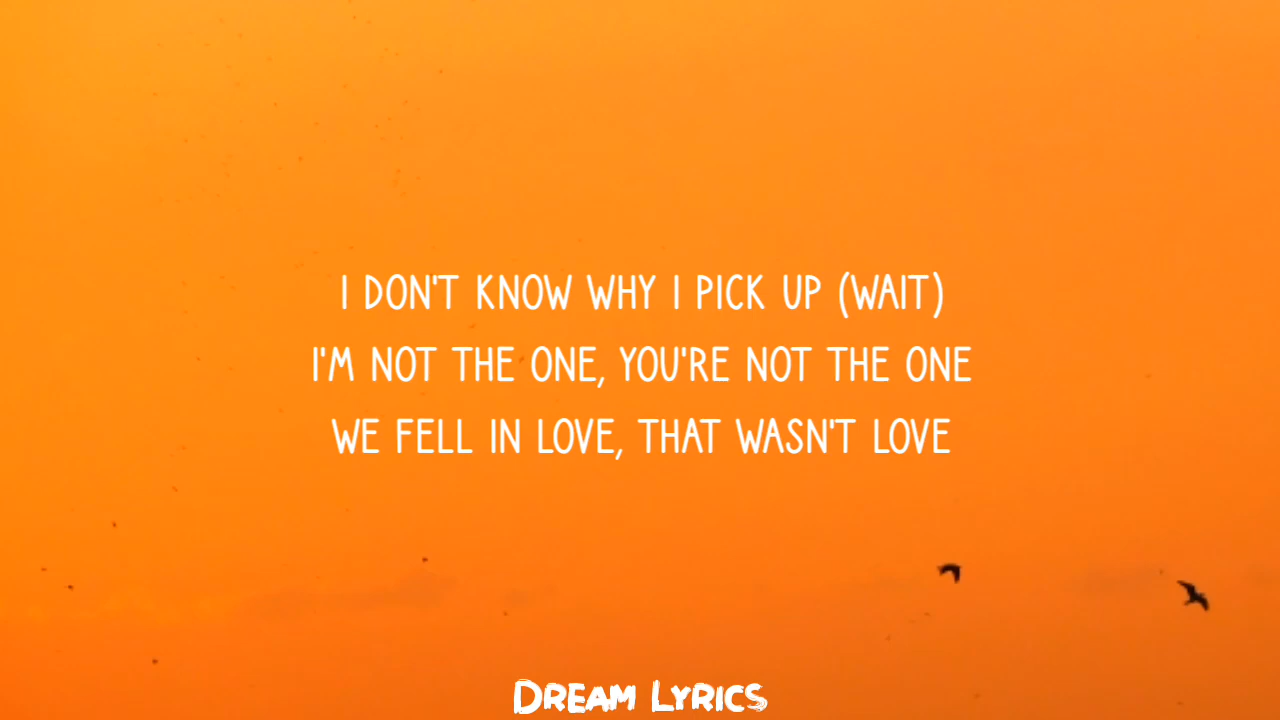 I DON'T KNOW WHY I PICK UP (WAIT)
I'M NOT THE ONE, YOU'RE NOT THE ONE
WE FELL IN LOVE, THAT WASN'T LOVE
DREAM LYRICS